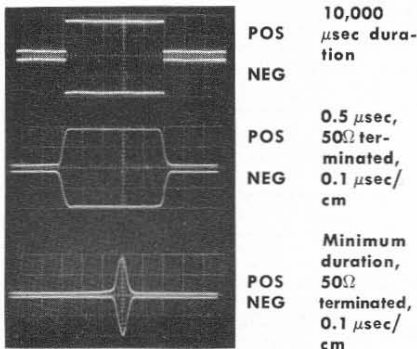 POS
NEG
10,000
μsec dura-
tion
POS
NEG
0.5 μsec,
50Ω ter-
minated,
0.1 μsec/
cm
POS
NEG
Minimum
duration,
50Ω
terminated,
0.1 μsec/
cm